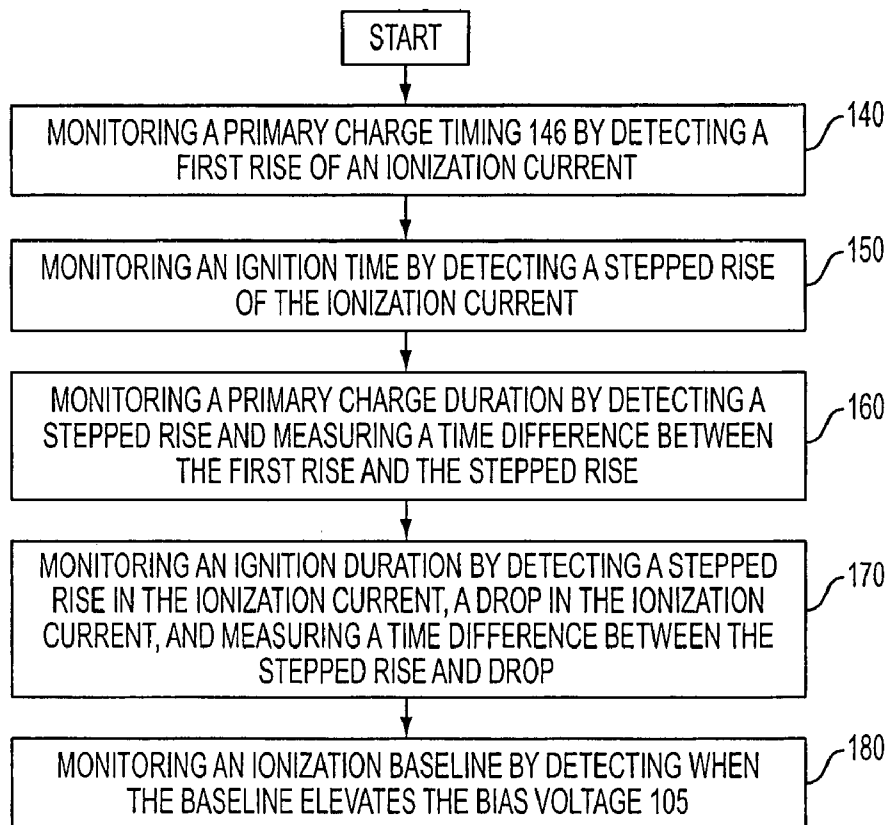 START
MONITORING A PRIMARY CHARGE TIMING 146 BY DETECTING A
FIRST RISE OF AN IONIZATION CURRENT
140
MONITORING AN IGNITION TIME BY DETECTING A STEPPED RISE
OF THE IONIZATION CURRENT
150
MONITORING A PRIMARY CHARGE DURATION BY DETECTING A
STEPPED RISE AND MEASURING A TIME DIFFERENCE BETWEEN
THE FIRST RISE AND THE STEPPED RISE
160
MONITORING AN IGNITION DURATION BY DETECTING A STEPPED
RISE IN THE IONIZATION CURRENT, A DROP IN THE IONIZATION
CURRENT, AND MEASURING A TIME DIFFERENCE BETWEEN THE
STEPPED RISE AND DROP
170
MONITORING AN IONIZATION BASELINE BY DETECTING WHEN
THE BASELINE ELEVATES THE BIAS VOLTAGE 105
180